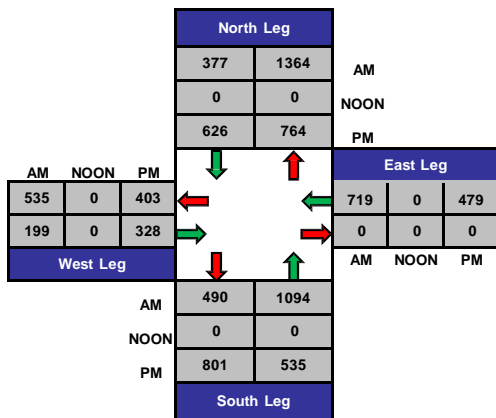 North Leg
377 1364 AM
0 0 NOON
626 764 PM
AM NOON PM East Leg
535 0 403 719 0 479
199 0 328 0 0 0
West Leg AM NOON PM
AM 490 1094
NOON 0 0
PM 801 535
South Leg